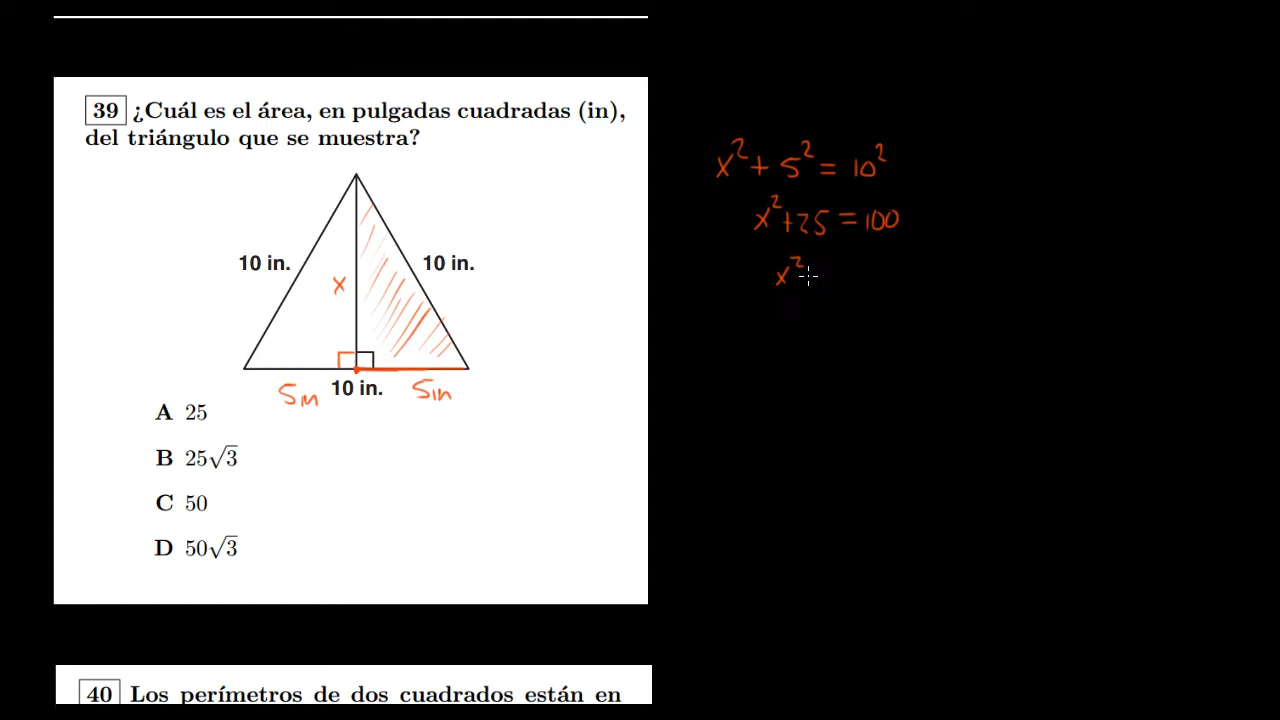 39 ¿Cuál es el área, en pulgadas cuadradas (in),
del triángulo que se muestra?
10 in.
10 in.
x
5in
10 in.
5in
A 25
B 25√3
C 50
D 50√3
x² + 5² = 10²
x² + 25 = 100
x²
40 Los perímetros de dos cuadrados están en